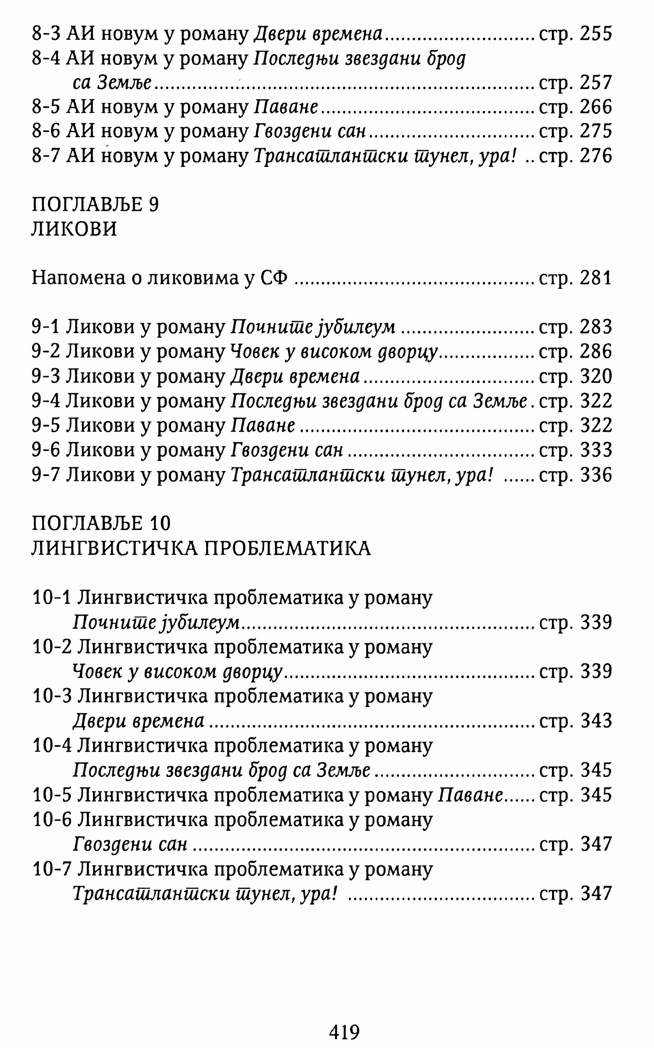 8-3 АИ новум у роману Двери времена..........................стр. 255
8-4 АИ новум у роману Последњи звездани брод
са Земље..............................................................стр. 257
8-5 АИ новум у роману Паване.....................................стр. 266
8-6 АИ новум у роману Гвоздени сан............................стр. 275
8-7 АИ новум у роману Трансатлантски тунел, ура! ..стр. 276
ПОГЛАВЉЕ 9
ЛИКОВИ
Напомена о ликовима у СФ .......................................стр. 281
9-1 Ликови у роману Почните јубилеум ......................стр. 283
9-2 Ликови у роману Човек у високом дворцу...............стр. 286
9-3 Ликови у роману Двери времена............................стр. 320
9-4 Ликови у роману Последњи звездани брод са Земље.стр. 322
9-5 Ликови у роману Паване ......................................стр. 322
9-6 Ликови у роману Гвоздени сан...............................стр. 333
9-7 Ликови у роману Трансатлантски тунел, ура! ......стр. 336
ПОГЛАВЉЕ 10
ЛИНГВИСТИЧКА ПРОБЛЕМАТИКА
10-1 Лингвистичка проблематика у роману
Почните јубилеум................................................стр. 339
10-2 Лингвистичка проблематика у роману
Човек у високом дворцу.........................................стр. 339
10-3 Лингвистичка проблематика у роману
Двери времена .....................................................стр. 343
10-4 Лингвистичка проблематика у роману
Последњи звездани брод са Земље ..........................стр. 345
10-5 Лингвистичка проблематика у роману Паване......стр. 345
10-6 Лингвистичка проблематика у роману
Гвоздени сан ........................................................стр. 347
10-7 Лингвистичка проблематика у роману
Трансатлантски тунел, ура! ..............................стр. 347
419